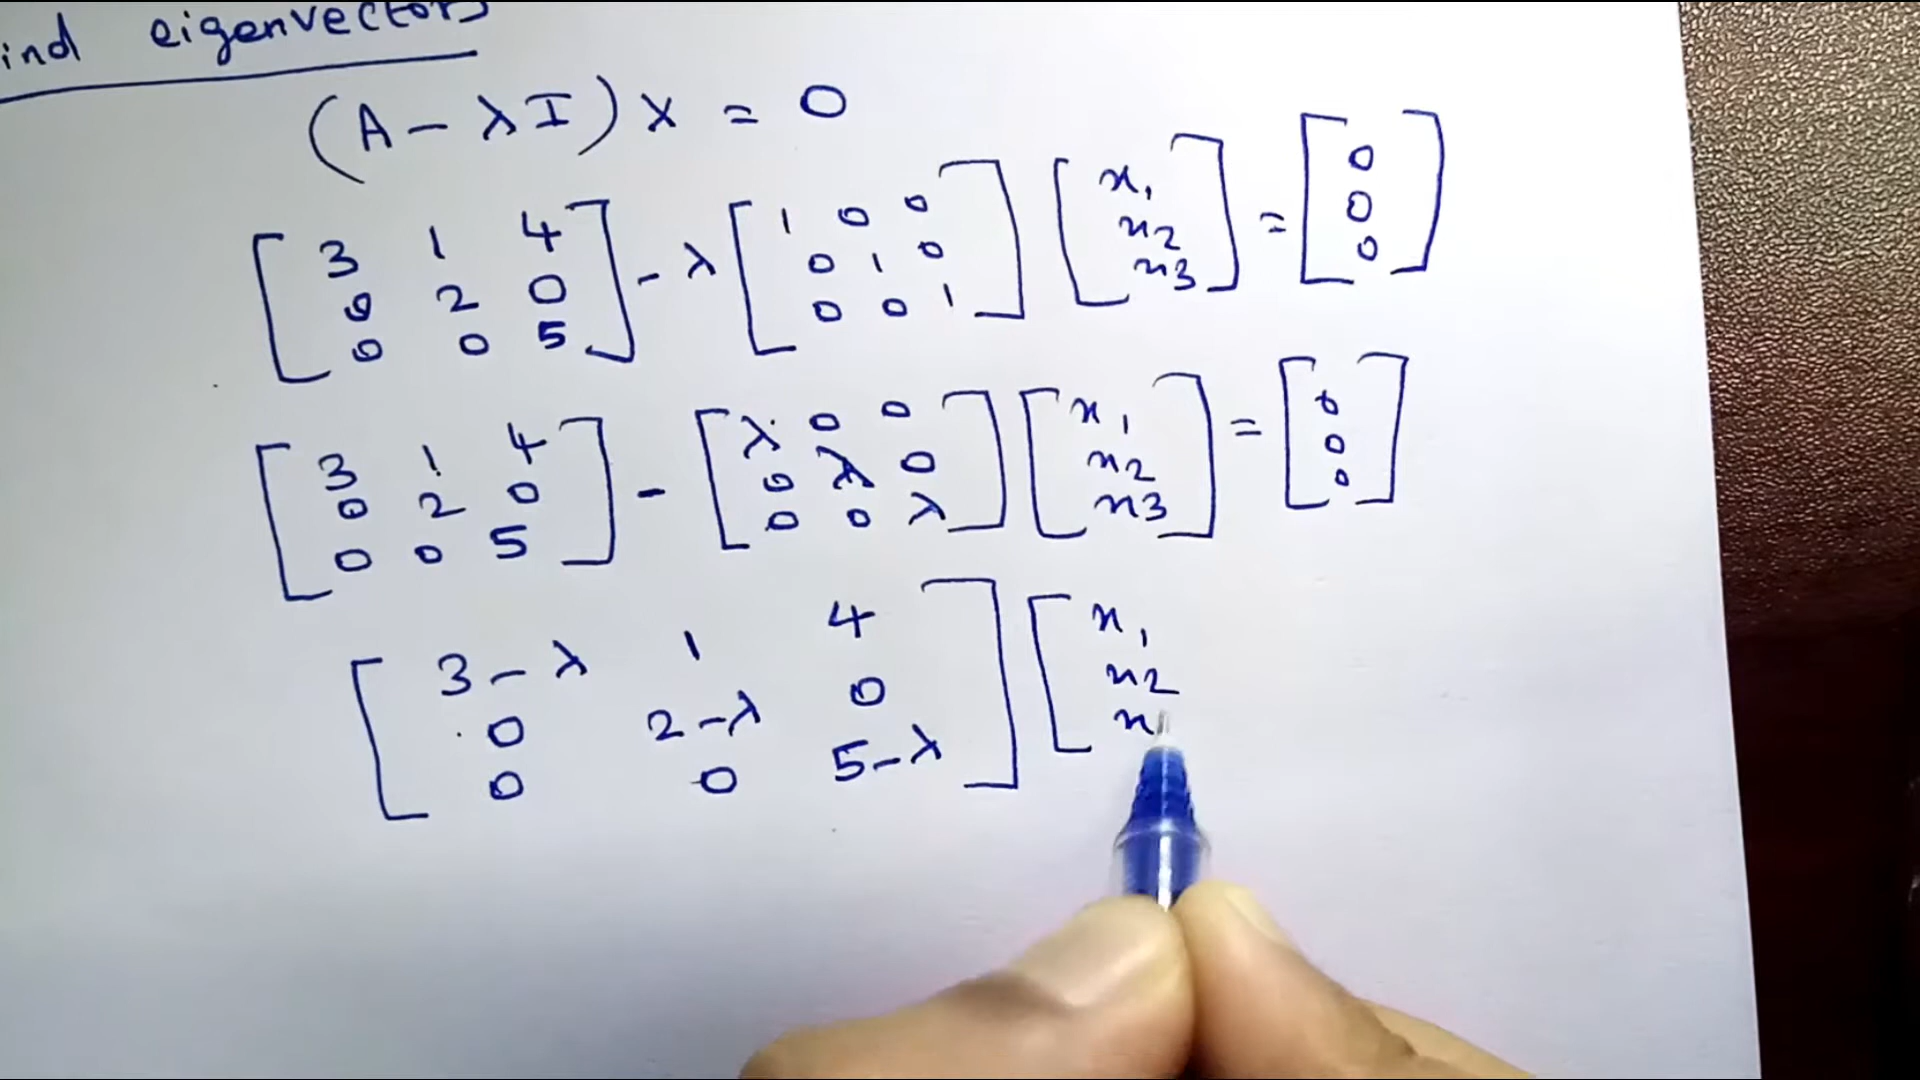 ind eigenvectors
(A - λI) X = 0
[ 3 1 4 ] - λ [ 1 0 0 ] [ x1 ] = [ 0 ]
[ 0 2 0 ] [ 0 1 0 ] [ x2 ] [ 0 ]
[ 0 0 5 ] [ 0 0 1 ] [ x3 ] [ 0 ]
[ 3 1 4 ] - [ λ 0 0 ] [ x1 ] = [ 0 ]
[ 0 2 0 ] [ 0 λ 0 ] [ x2 ] [ 0 ]
[ 0 0 5 ] [ 0 0 λ ] [ x3 ] [ 0 ]
[ 3-λ 1 4 ] [ x1
[ 0 2-λ 0 ] [ x2
[ 0 0 5-λ ] [ x